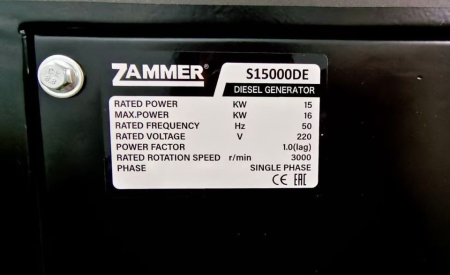 ZAMMER® S15000DE
DIESEL GENERATOR
RATED POWER KW 15
MAX.POWER KW 16
RATED FREQUENCY Hz 50
RATED VOLTAGE V 220
POWER FACTOR 1.0(lag)
RATED ROTATION SPEED r/min 3000
PHASE SINGLE PHASE
CE EAC